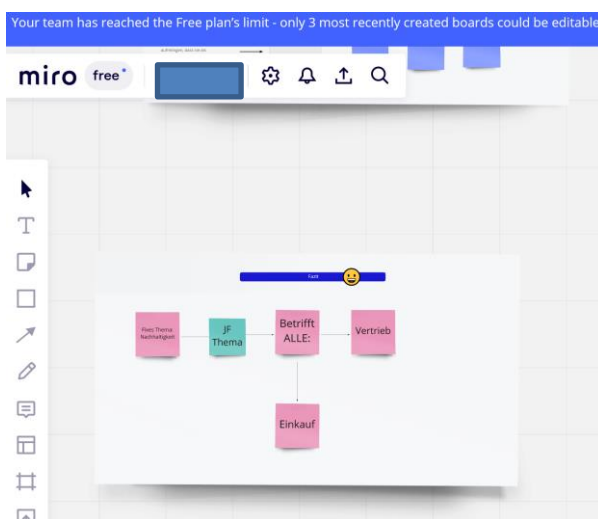 Your team has reached the Free plan's limit - only 3 most recently created boards could be editable
miro free
Fazit
Fixes Thema
Nachhaltigkeit
JF
Thema
Betrifft
ALLE:
Vertrieb
Einkauf